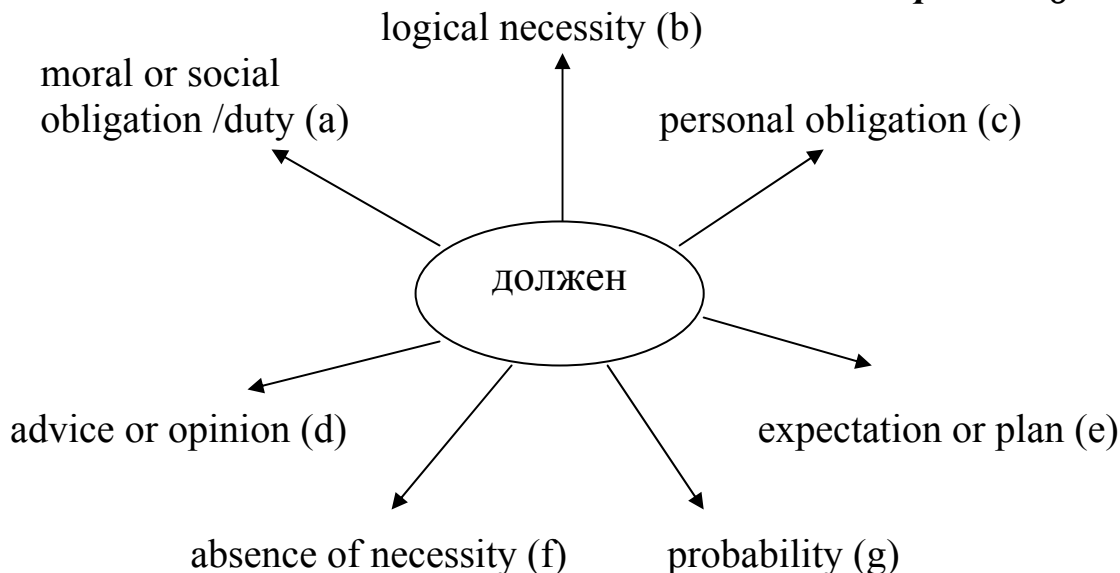 logical necessity (b)
moral or social
obligation /duty (a)
personal obligation (c)
должен
advice or opinion (d)
expectation or plan (e)
absence of necessity (f)
probability (g)